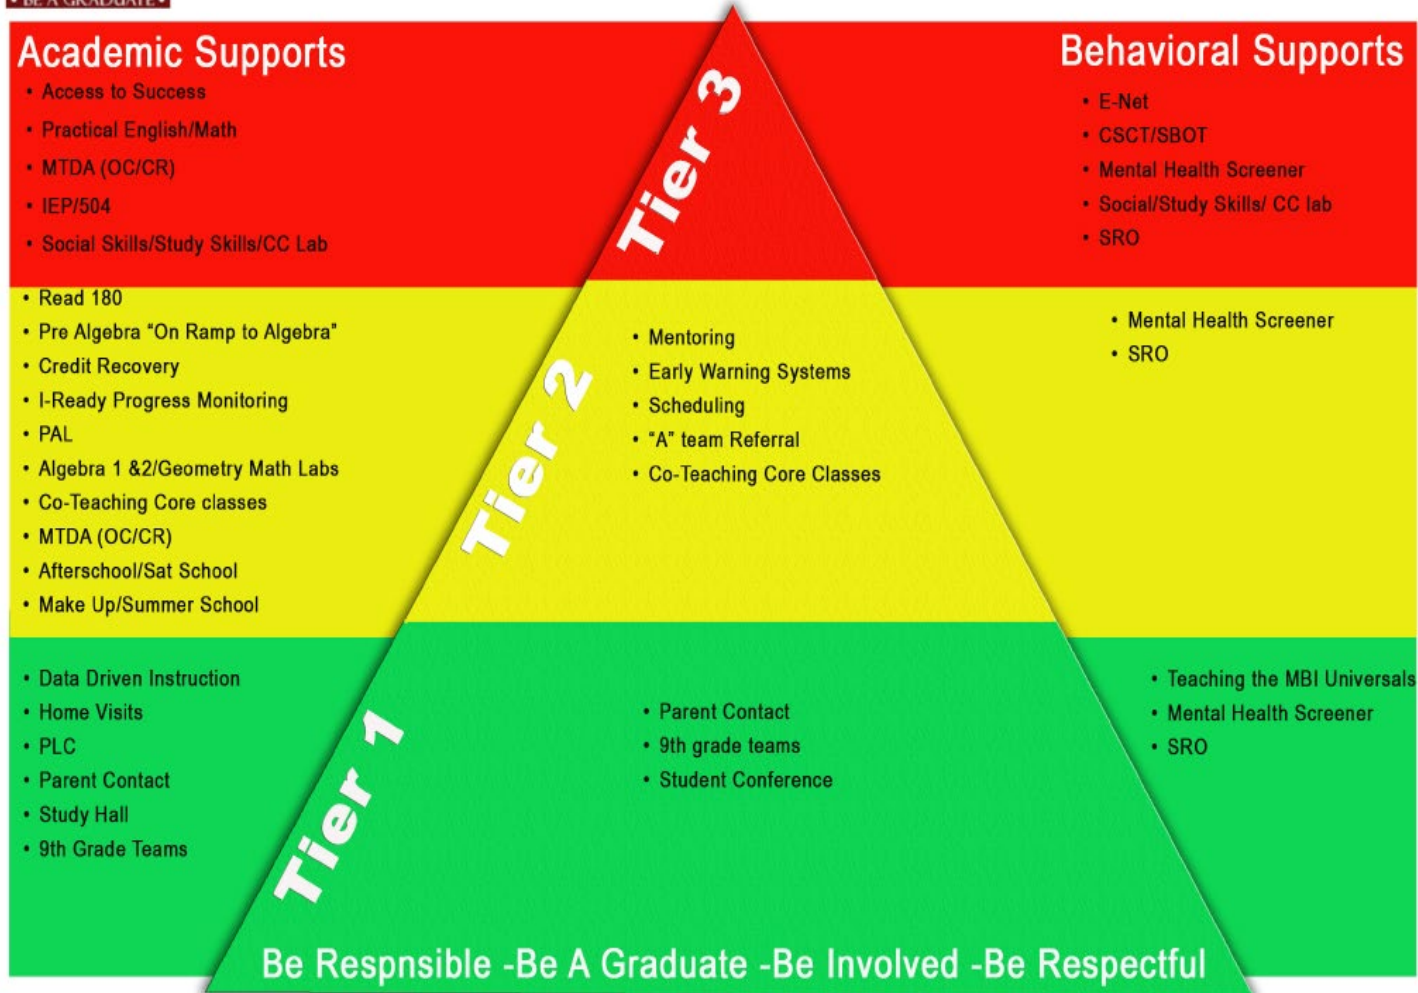 • BE A GRADUATE •
Academic Supports
• Access to Success
• Practical English/Math
• MTDA (OC/CR)
• IEP/504
• Social Skills/Study Skills/CC Lab
• Read 180
• Pre Algebra “On Ramp to Algebra”
• Credit Recovery
• I-Ready Progress Monitoring
• PAL
• Algebra 1 &2/Geometry Math Labs
• Co-Teaching Core classes
• MTDA (OC/CR)
• Afterschool/Sat School
• Make Up/Summer School
• Data Driven Instruction
• Home Visits
• PLC
• Parent Contact
• Study Hall
• 9th Grade Teams
Tier 3
Tier 2
• Mentoring
• Early Warning Systems
• Scheduling
• “A” team Referral
• Co-Teaching Core Classes
Tier 1
• Parent Contact
• 9th grade teams
• Student Conference
Behavioral Supports
• E-Net
• CSCT/SBOT
• Mental Health Screener
• Social/Study Skills/ CC lab
• SRO
• Mental Health Screener
• SRO
• Teaching the MBI Universals
• Mental Health Screener
• SRO
Be Respnsible -Be A Graduate -Be Involved -Be Respectful